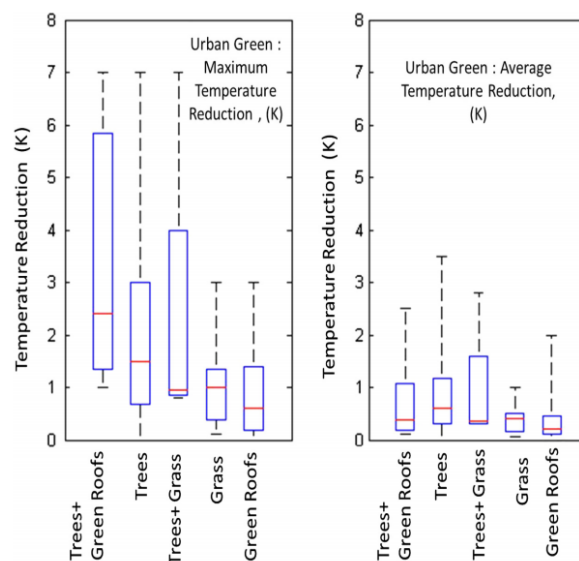 Temperature Reduction (K)
8
7
6
5
4
3
2
1
0
Urban Green :
Maximum
Temperature
Reduction , (K)
Trees+
Green Roofs
Trees
Trees+ Grass
Grass
Green Roofs
Temperature Reduction (K)
8
7
6
5
4
3
2
1
0
Urban Green : Average
Temperature Reduction,
(K)
Trees+
Green Roofs
Trees
Trees+ Grass
Grass
Green Roofs